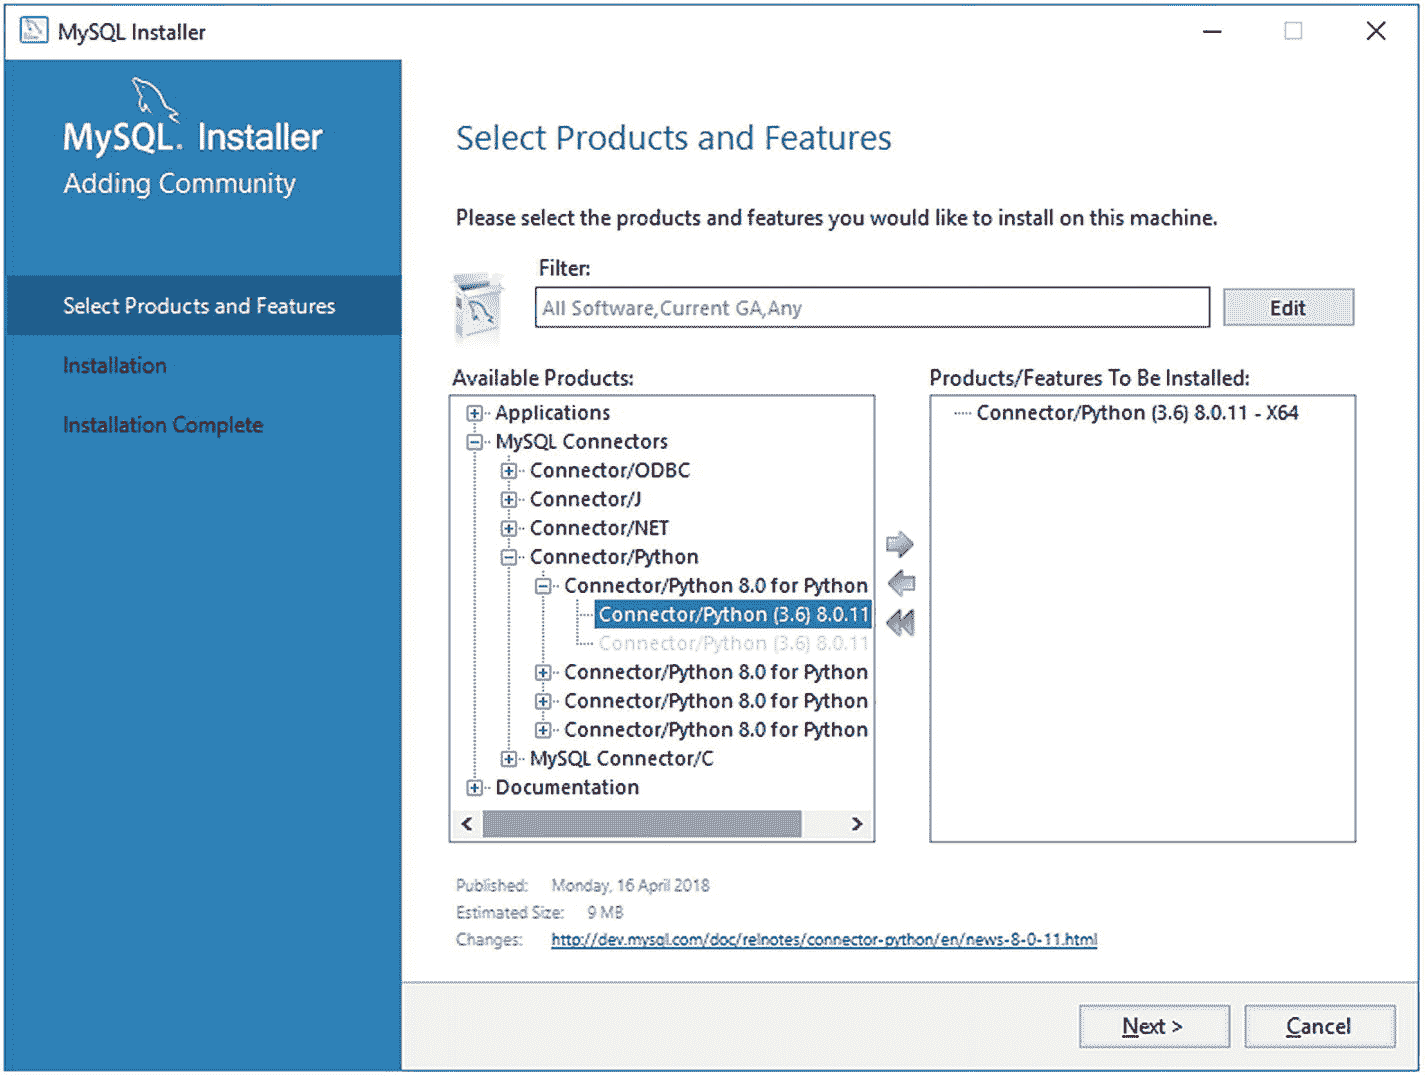 MySQL Installer
MySQL. Installer
Adding Community
Select Products and Features
Installation
Installation Complete
Select Products and Features
Please select the products and features you would like to install on this machine.
Filter:
All Software,Current GA,Any
Edit
Available Products:
Applications
MySQL Connectors
Connector/ODBC
Connector/J
Connector/NET
Connector/Python
Connector/Python 8.0 for Python
Connector/Python (3.6) 8.0.11
Connector/Python (3.6) 8.0.11
Connector/Python 8.0 for Python
Connector/Python 8.0 for Python
Connector/Python 8.0 for Python
MySQL Connector/C
Documentation
Products/Features To Be Installed:
Connector/Python (3.6) 8.0.11 - X64
Published: Monday, 16 April 2018
Estimated Size: 9 MB
Changes: http://dev.mysql.com/doc/relnotes/connector-python/en/news-8-0-11.html
Next >
Cancel